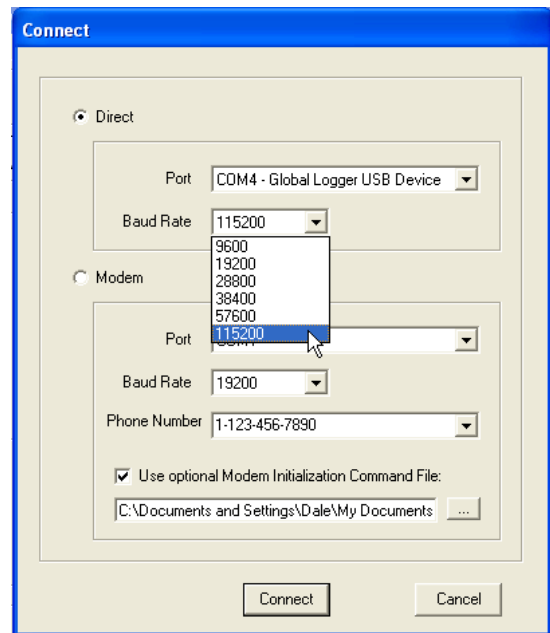 Connect
Direct
Port COM4 - Global Logger USB Device
Baud Rate 115200
9600
19200
28800
38400
57600
115200
Modem
Port
Baud Rate 19200
Phone Number 1-123-456-7890
Use optional Modem Initialization Command File:
C:\Documents and Settings\Dale\My Documents ...
Connect Cancel